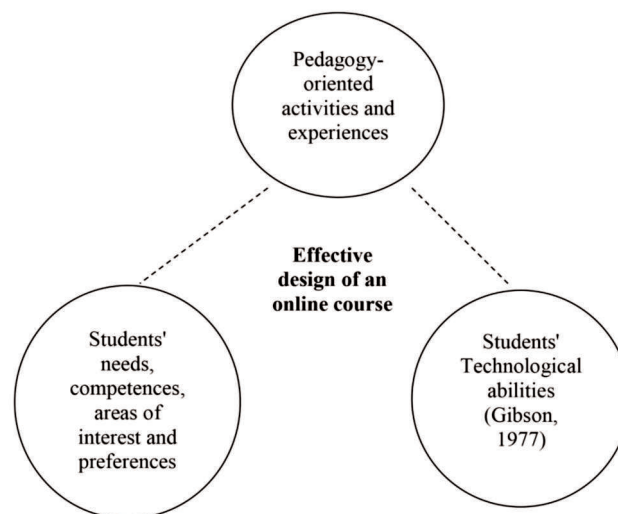 Pedagogy-
oriented
activities and
experiences
Effective
design of an
online course
Students'
needs,
competences,
areas of
interest and
preferences
Students'
Technological
abilities
(Gibson,
1977)